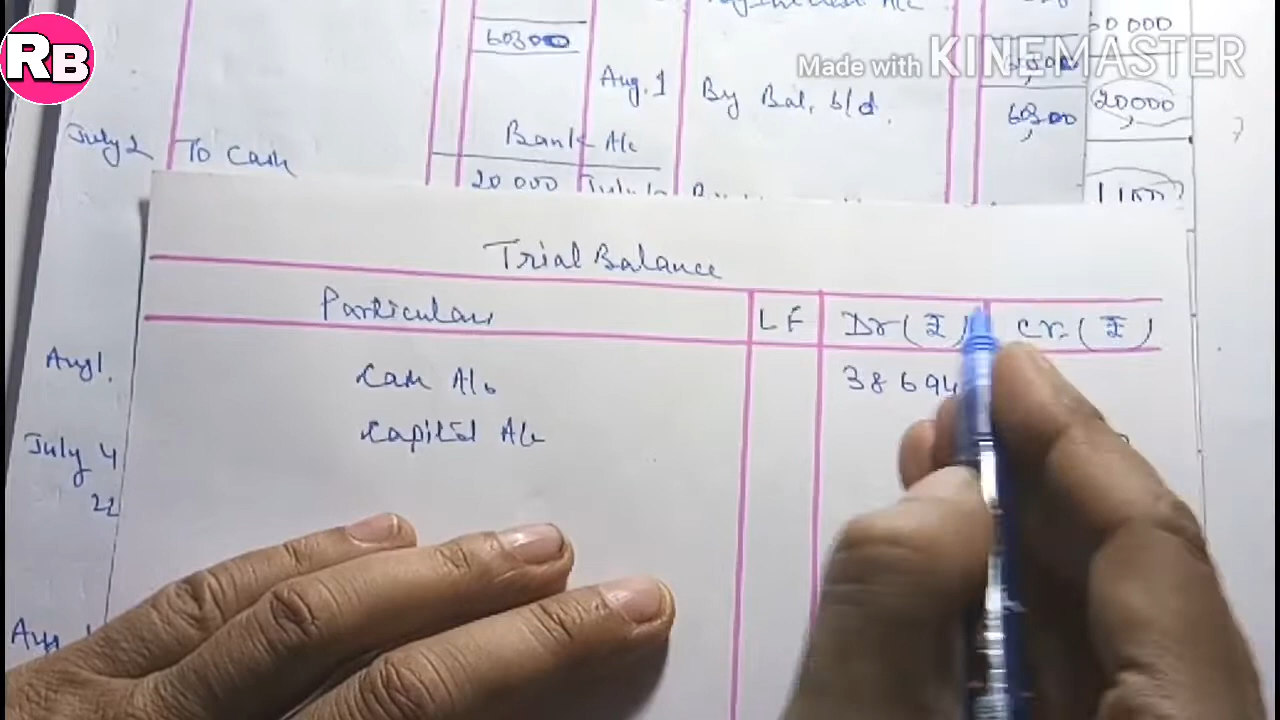 RB
Made with KINEMASTER
60300
Aug. 1 By Bal. b/d.
60300
20000
Bank A/c
July 2 To Cash
20000
Trial Balance
Particulars LF Dr (₹) Cr. (₹)
Aug 1.
Cash A/c 38694
Capital A/c
July 4
22